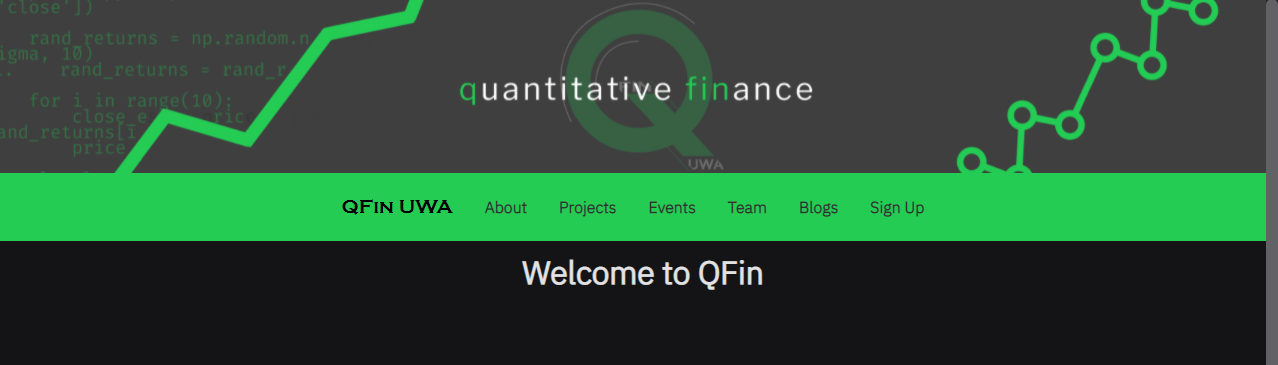 'close'])
rand_returns = np.random.n
igma, 10)
rand_returns = rand_r
for i in range(10):
close_e ric
and_returns[i
price
FIN
quantitative finance
UWA
QFIN UWA About Projects Events Team Blogs Sign Up
Welcome to QFin